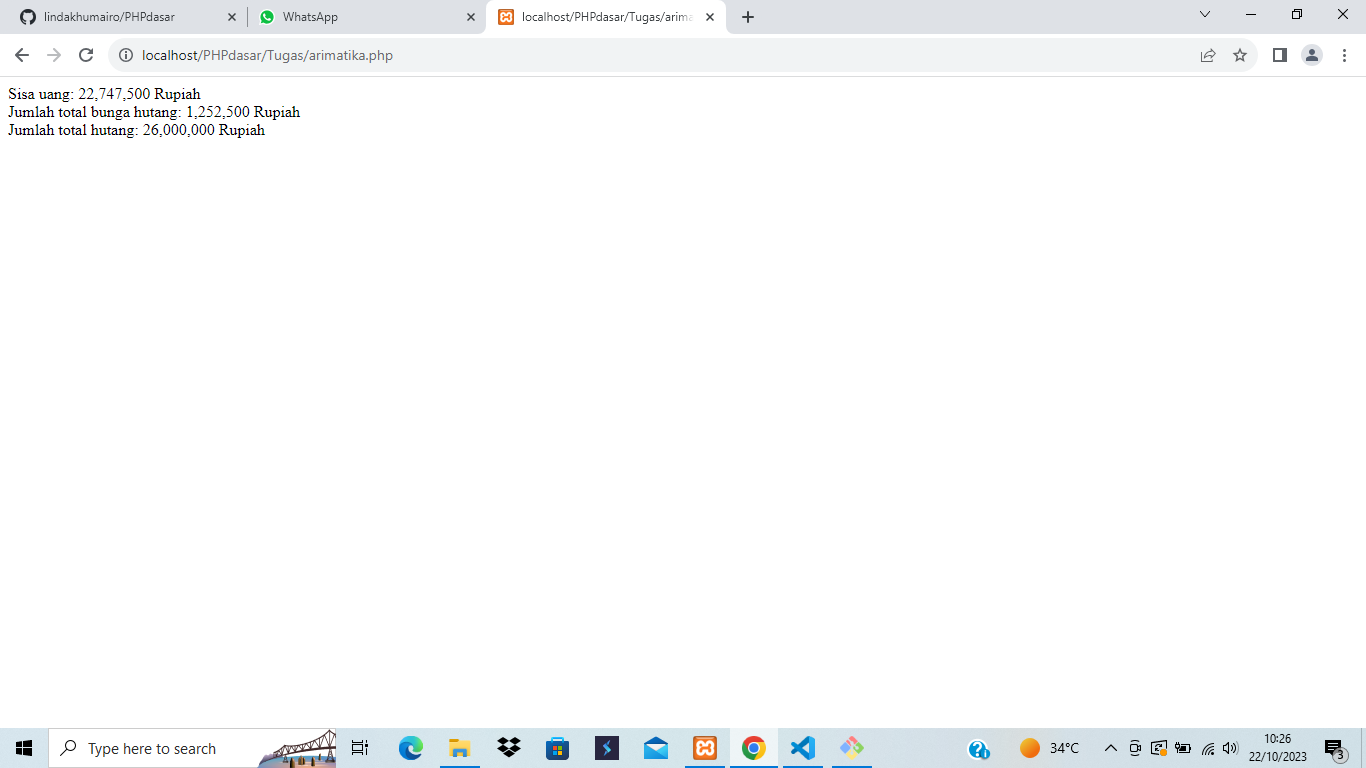 lindakhumairo/PHPdasar
WhatsApp
localhost/PHPdasar/Tugas/arima
localhost/PHPdasar/Tugas/arimatika.php
Sisa uang: 22,747,500 Rupiah
Jumlah total bunga hutang: 1,252,500 Rupiah
Jumlah total hutang: 26,000,000 Rupiah
Type here to search
34°C
10:26
22/10/2023
3